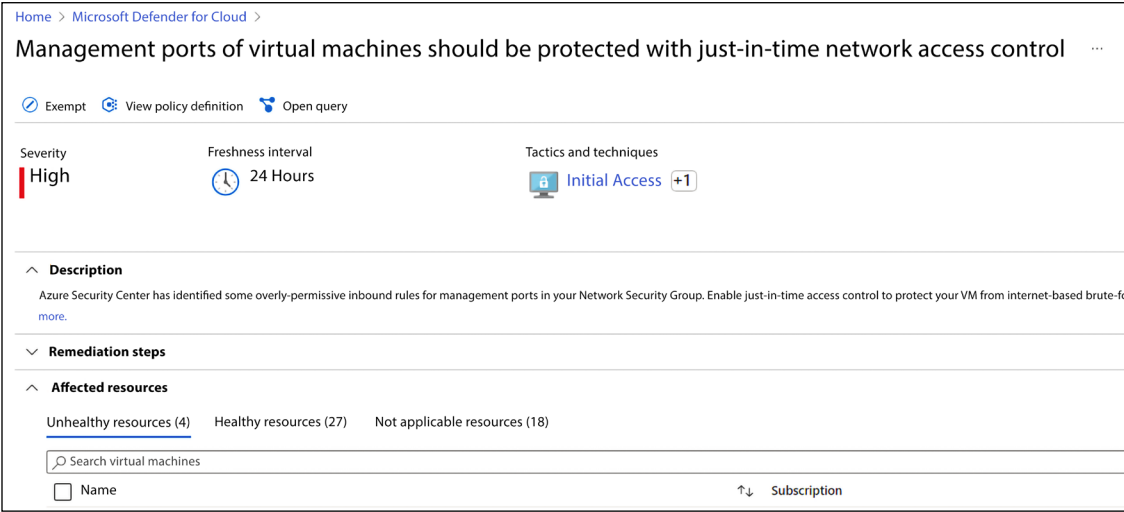 Home > Microsoft Defender for Cloud >
Management ports of virtual machines should be protected with just-in-time network access control ...
Exempt View policy definition Open query
Severity Freshness interval Tactics and techniques
High 24 Hours Initial Access +1
Description
Azure Security Center has identified some overly-permissive inbound rules for management ports in your Network Security Group. Enable just-in-time access control to protect your VM from internet-based
more.
Remediation steps
Affected resources
Unhealthy resources (4) Healthy resources (27) Not applicable resources (18)
Search virtual machines
Name Subscription